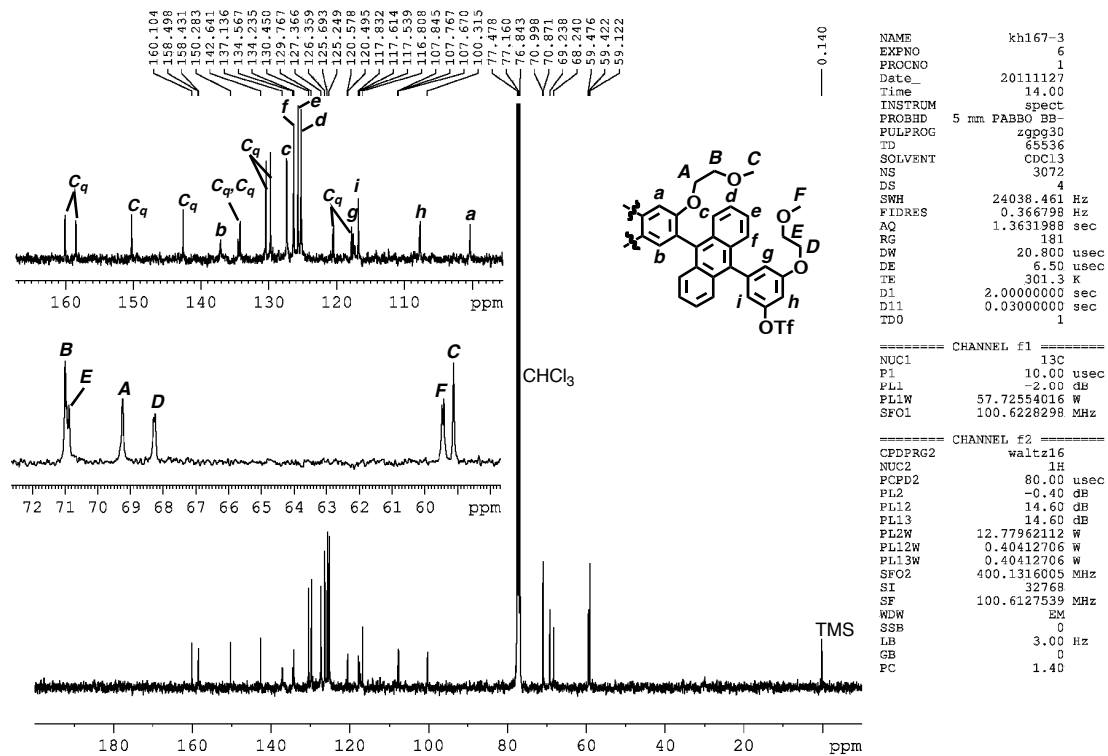 160.104
158.498
158.431
150.283
142.641
137.136
134.567
134.235
130.450
129.767
127.366
126.359
125.693
125.249
120.578
120.495
117.832
117.614
117.539
116.808
107.845
107.767
107.670
100.315
77.478
77.160
76.843
70.998
70.871
69.238
68.240
59.476
59.422
59.122
0.140
f e
d
Cq Cq Cq Cq,Cq Cq c Cq i
b g h a
160 150 140 130 120 110 ppm
B E A D F C
72 71 70 69 68 67 66 65 64 63 62 61 60 ppm
CHCl3
TMS
180 160 140 120 100 80 60 40 20 ppm
A B C
O
O
a d
c e
F
O
E
b f
D
g O
i h
OTf
NAME kh167-3
EXPNO 6
PROCNO 1
Date_ 20111127
Time 14.00
INSTRUM spect
PROBHD 5 mm PABBO BB-
PULPROG zgpg30
TD 65536
SOLVENT CDCl3
NS 3072
DS 4
SWH 24038.461 Hz
FIDRES 0.366798 Hz
AQ 1.3631988 sec
RG 181
DW 20.800 usec
DE 6.50 usec
TE 301.3 K
D1 2.00000000 sec
D11 0.03000000 sec
TD0 1
======== CHANNEL f1 ========
NUC1 13C
P1 10.00 usec
PL1 -2.00 dB
PL1W 57.72554016 W
SFO1 100.6228298 MHz
======== CHANNEL f2 ========
CPDPRG2 waltz16
NUC2 1H
PCPD2 80.00 usec
PL2 -0.40 dB
PL12 14.60 dB
PL13 14.60 dB
PL2W 12.77962112 W
PL12W 0.40412706 W
PL13W 0.40412706 W
SFO2 400.1316005 MHz
SI 32768
SF 100.6127539 MHz
WDW EM
SSB 0
LB 3.00 Hz
GB 0
PC 1.40